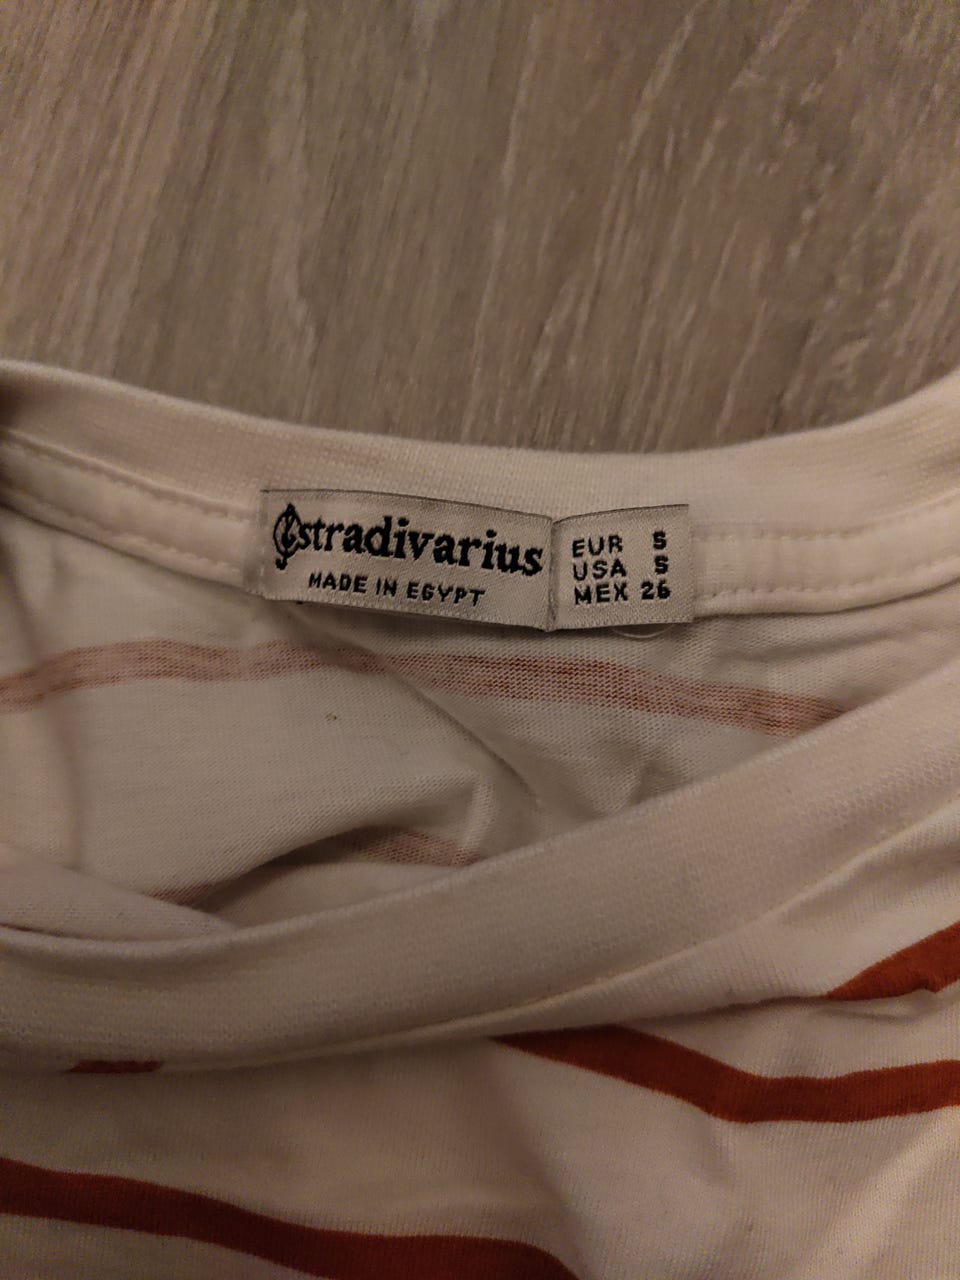 stradivarius
MADE IN EGYPT
EUR S
USA S
MEX 26